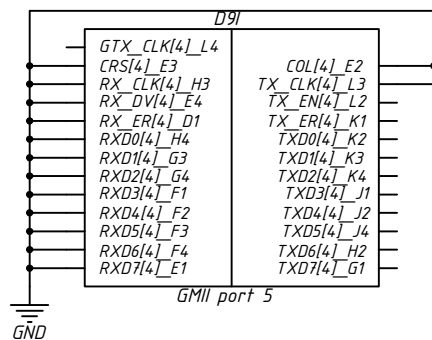 D9I
GTX_CLK[4]_L4
CRS[4]_E3
COL[4]_E2
RX_CLK[4]_H3
TX_CLK[4]_L3
RX_DV[4]_E4
TX_EN[4]_L2
RX_ER[4]_D1
TX_ER[4]_K1
RXD0[4]_H4
TXD0[4]_K2
RXD1[4]_G3
TXD1[4]_K3
RXD2[4]_G4
TXD2[4]_K4
RXD3[4]_F1
TXD3[4]_J1
RXD4[4]_F2
TXD4[4]_J2
RXD5[4]_F3
TXD5[4]_J4
RXD6[4]_F4
TXD6[4]_H2
RXD7[4]_E1
TXD7[4]_G1
GMII port 5
GND